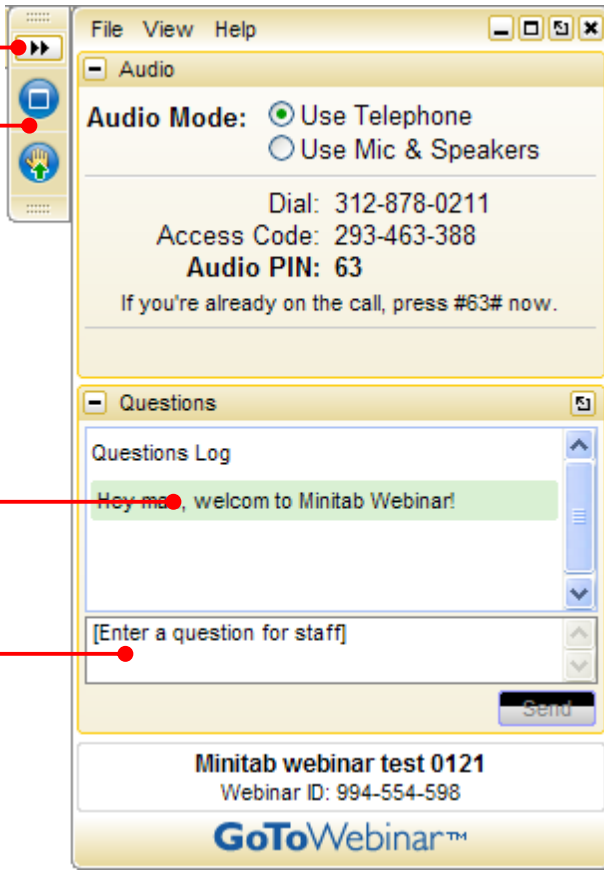 File View Help
Audio
Audio Mode: Use Telephone
Use Mic & Speakers
Dial: 312-878-0211
Access Code: 293-463-388
Audio PIN: 63
If you're already on the call, press #63# now.
Questions
Questions Log
Hey , welcom to Minitab Webinar!
[Enter a question for staff]
Send
Minitab webinar test 0121
Webinar ID: 994-554-598
GoToWebinar™